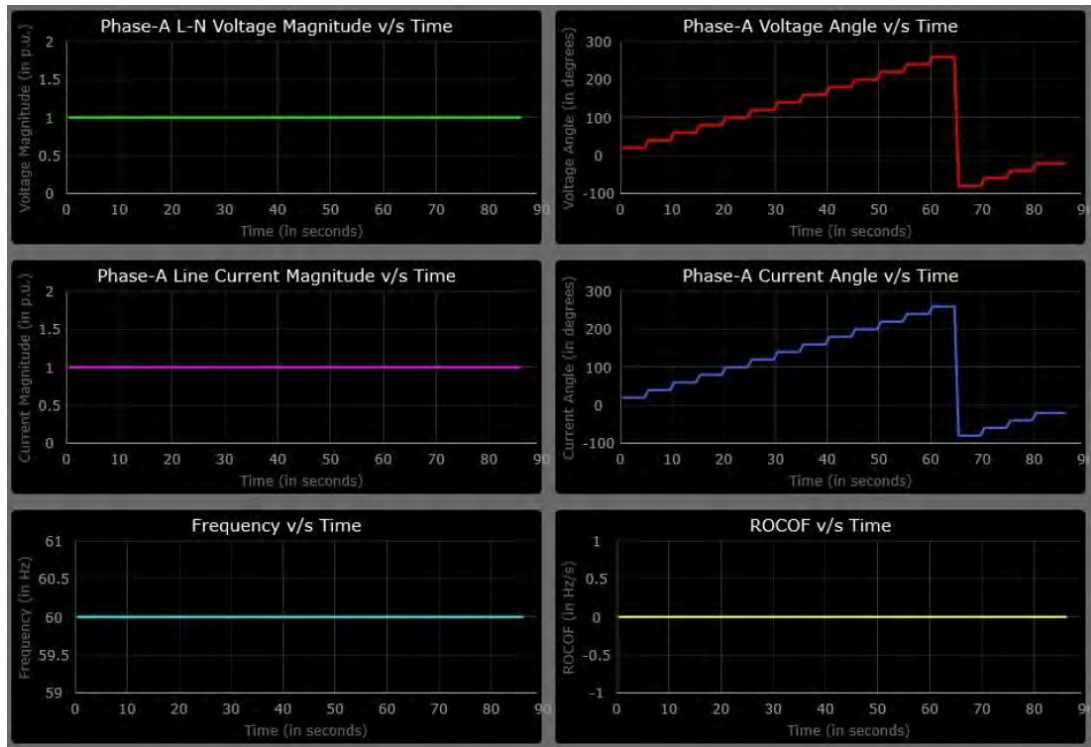 Phase-A L-N Voltage Magnitude v/s Time
Voltage Magnitude (in p.u.)
2
1.5
1
0.5
0
0 10 20 30 40 50 60 70 80 90
Time (in seconds)
Phase-A Voltage Angle v/s Time
Voltage Angle (in degrees)
300
200
100
0
-100
0 10 20 30 40 50 60 70 80 9
Time (in seconds)
Phase-A Line Current Magnitude v/s Time
Current Magnitude (in p.u.)
2
1.5
1
0.5
0
0 10 20 30 40 50 60 70 80 90
Time (in seconds)
Phase-A Current Angle v/s Time
Current Angle (in degrees)
300
200
100
0
-100
0 10 20 30 40 50 60 70 80 9
Time (in seconds)
Frequency v/s Time
Frequency (in Hz)
61
60.5
60
59.5
59
0 10 20 30 40 50 60 70 80 90
Time (in seconds)
ROCOF v/s Time
ROCOF (in Hz/s)
1
0.5
0
-0.5
-1
0 10 20 30 40 50 60 70 80 90
Time (in seconds)